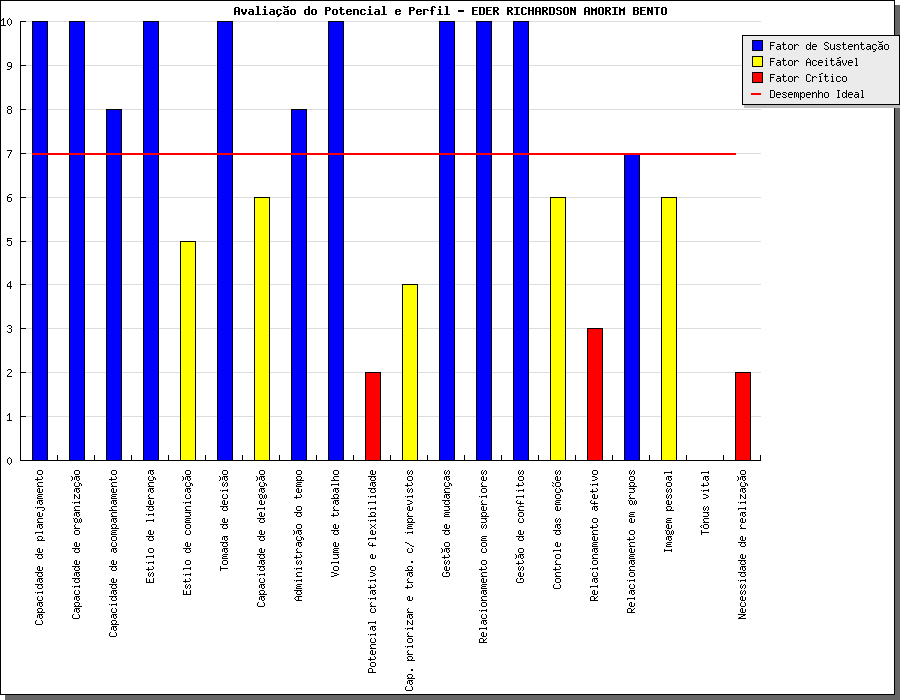 Avaliação do Potencial e Perfil - EDER RICHARDSON AMORIM BENTO
Fator de Sustentação
Fator Aceitável
Fator Crítico
Desempenho Ideal
10
9
8
7
6
5
4
3
2
1
0
Capacidade de planejamento
Capacidade de organização
Capacidade de acompanhamento
Estilo de liderança
Estilo de comunicação
Tomada de decisão
Capacidade de delegação
Administração do tempo
Volume de trabalho
Potencial criativo e flexibilidade
Cap. priorizar e trab. c/ imprevistos
Gestão de mudanças
Relacionamento com superiores
Gestão de conflitos
Controle das emoções
Relacionamento afetivo
Relacionamento em grupos
Imagem pessoal
Tônus vital
Necessidade de realização